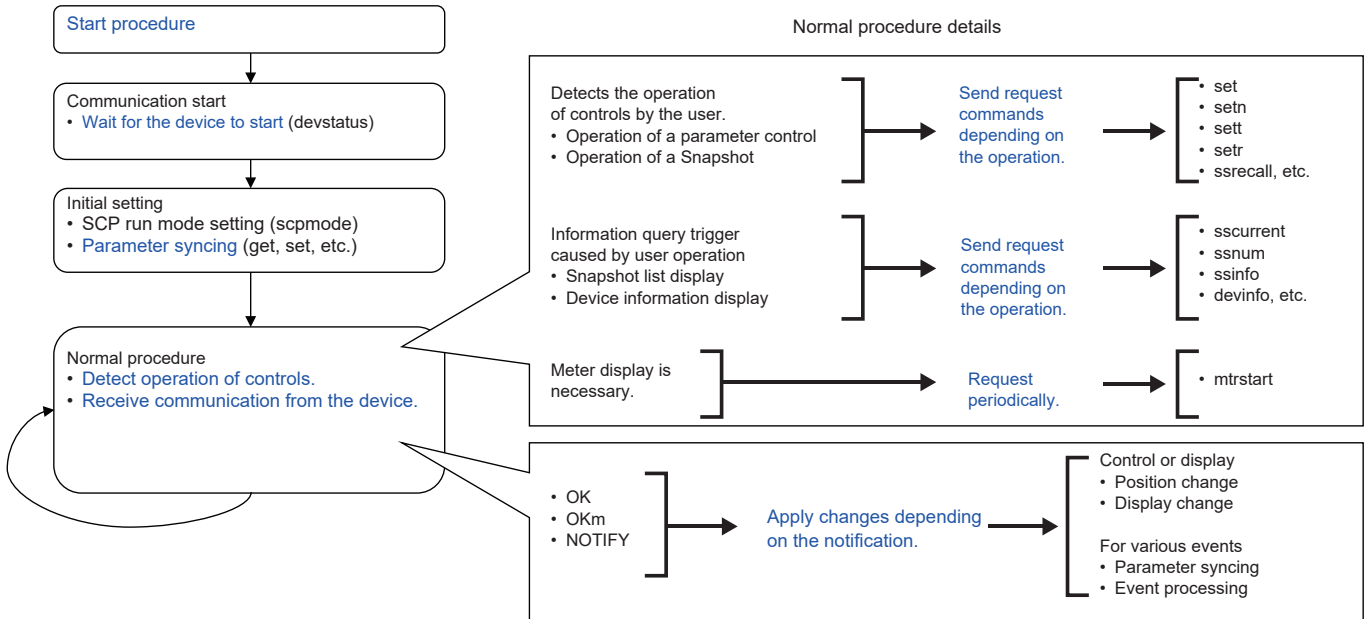 Start procedure
Communication start
• Wait for the device to start (devstatus)
Initial setting
• SCP run mode setting (scpmode)
• Parameter syncing (get, set, etc.)
Normal procedure
• Detect operation of controls.
• Receive communication from the device.
Normal procedure details
Detects the operation
of controls by the user.
• Operation of a parameter control
• Operation of a Snapshot
Send request
commands
depending on
the operation.
• set
• setn
• sett
• setr
• ssrecall, etc.
Information query trigger
caused by user operation
• Snapshot list display
• Device information display
Send request
commands
depending on
the operation.
• sscurrent
• ssnum
• ssinfo
• devinfo, etc.
Meter display is
necessary.
Request
periodically.
• mtrstart
• OK
• OKm
• NOTIFY
Apply changes depending
on the notification.
Control or display
• Position change
• Display change
For various events
• Parameter syncing
• Event processing